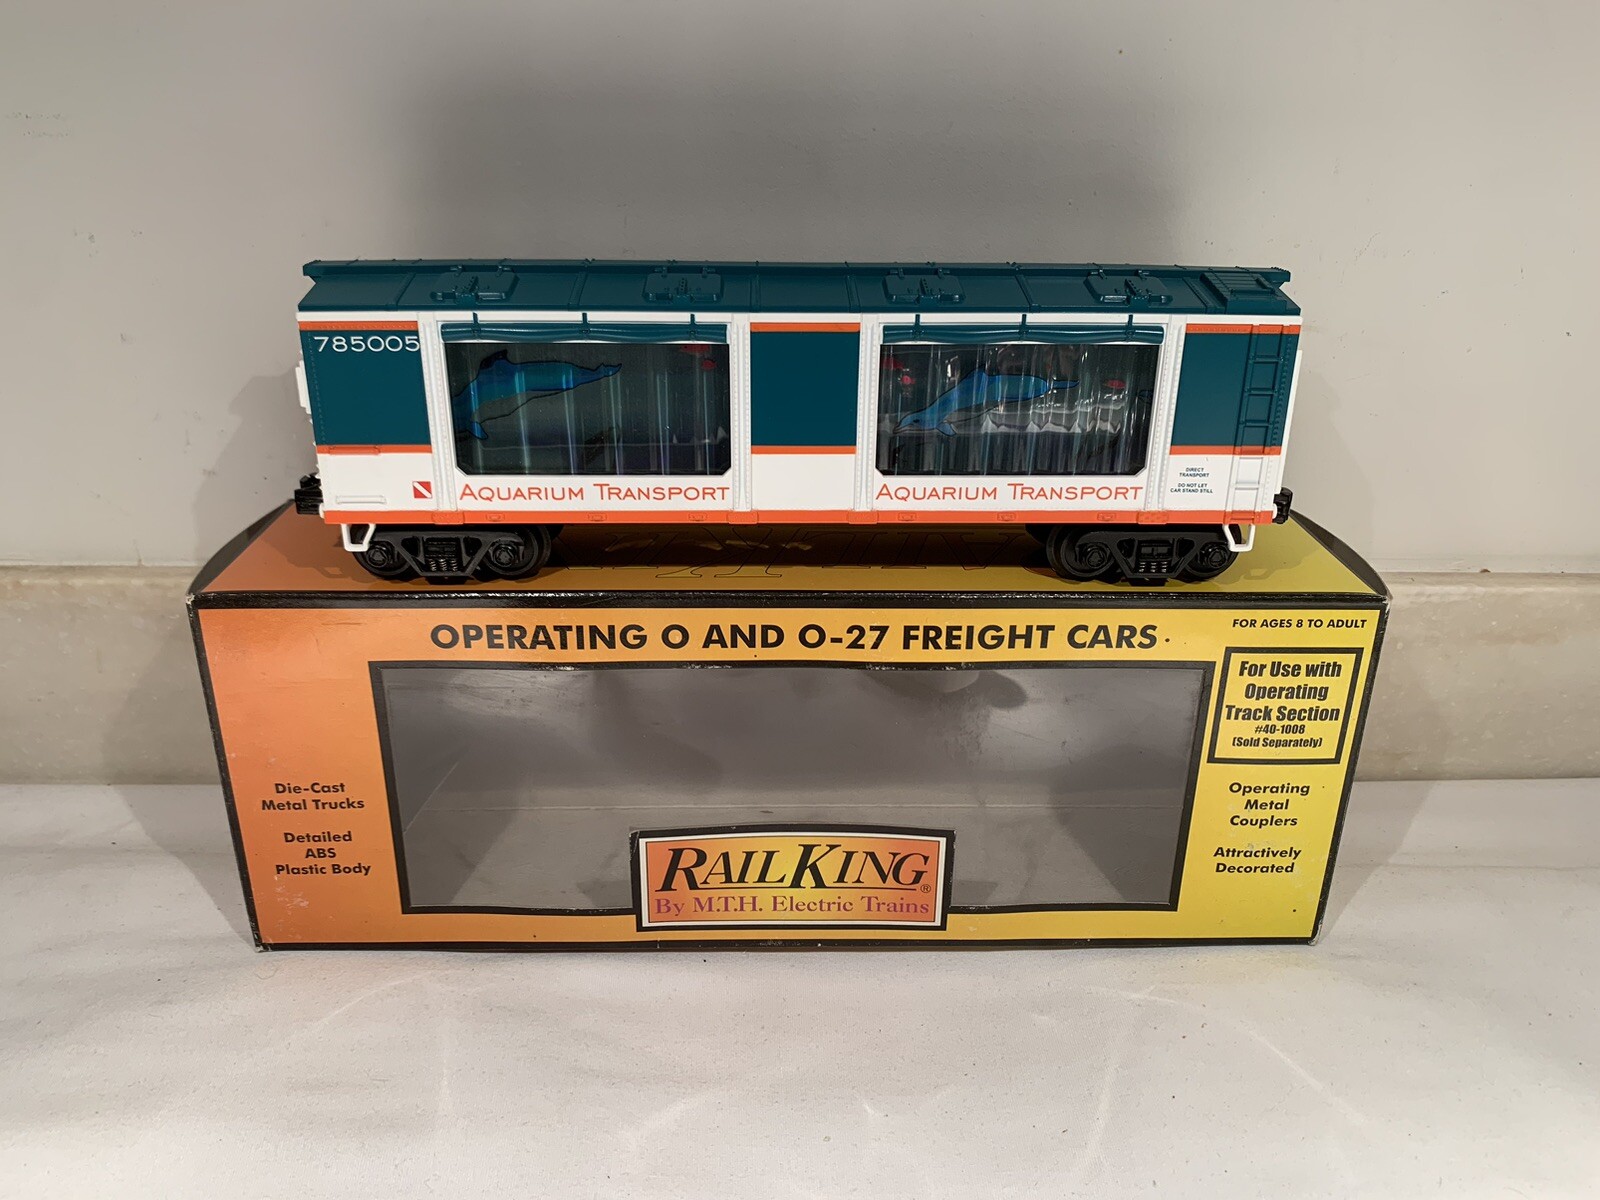 785005
AQUARIUM TRANSPORT
AQUARIUM TRANSPORT
DIRECT
TRANSPORT
DO NOT LET
CAR STAND STILL
OPERATING O AND O-27 FREIGHT CARS
FOR AGES 8 TO ADULT
For Use with
Operating
Track Section
#40-1008
(Sold Separately)
Die-Cast
Metal Trucks
Detailed
ABS
Plastic Body
Operating
Metal
Couplers
Attractively
Decorated
RAILKING®
By M.T.H. Electric Trains